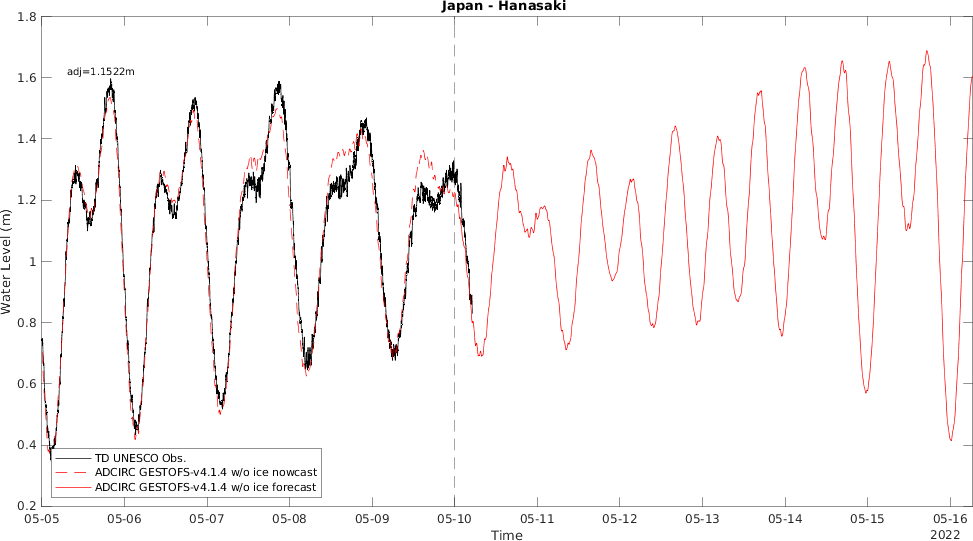 Japan - Hanasaki
adj=1.1522m
Water Level (m)
1.8
1.6
1.4
1.2
1
0.8
0.6
0.4
0.2
TD UNESCO Obs.
ADCIRC GESTOFS-v4.1.4 w/o ice nowcast
ADCIRC GESTOFS-v4.1.4 w/o ice forecast
05-05 05-06 05-07 05-08 05-09 05-10 05-11 05-12 05-13 05-14 05-15 05-16
Time
2022